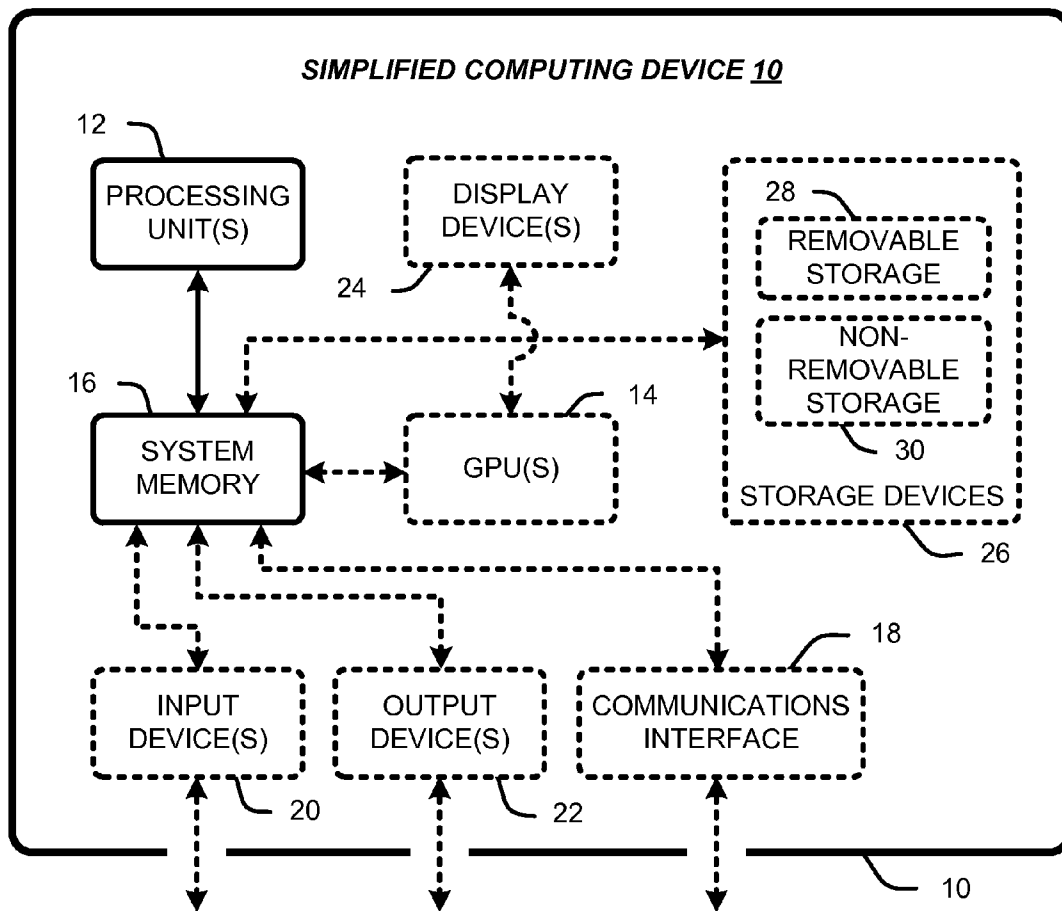 SIMPLIFIED COMPUTING DEVICE 10
12
PROCESSING
UNIT(S)
DISPLAY
DEVICE(S)
24
28
REMOVABLE
STORAGE
NON-
REMOVABLE
STORAGE
30
STORAGE DEVICES
26
16
SYSTEM
MEMORY
14
GPU(S)
18
INPUT
DEVICE(S)
20
OUTPUT
DEVICE(S)
22
COMMUNICATIONS
INTERFACE
10